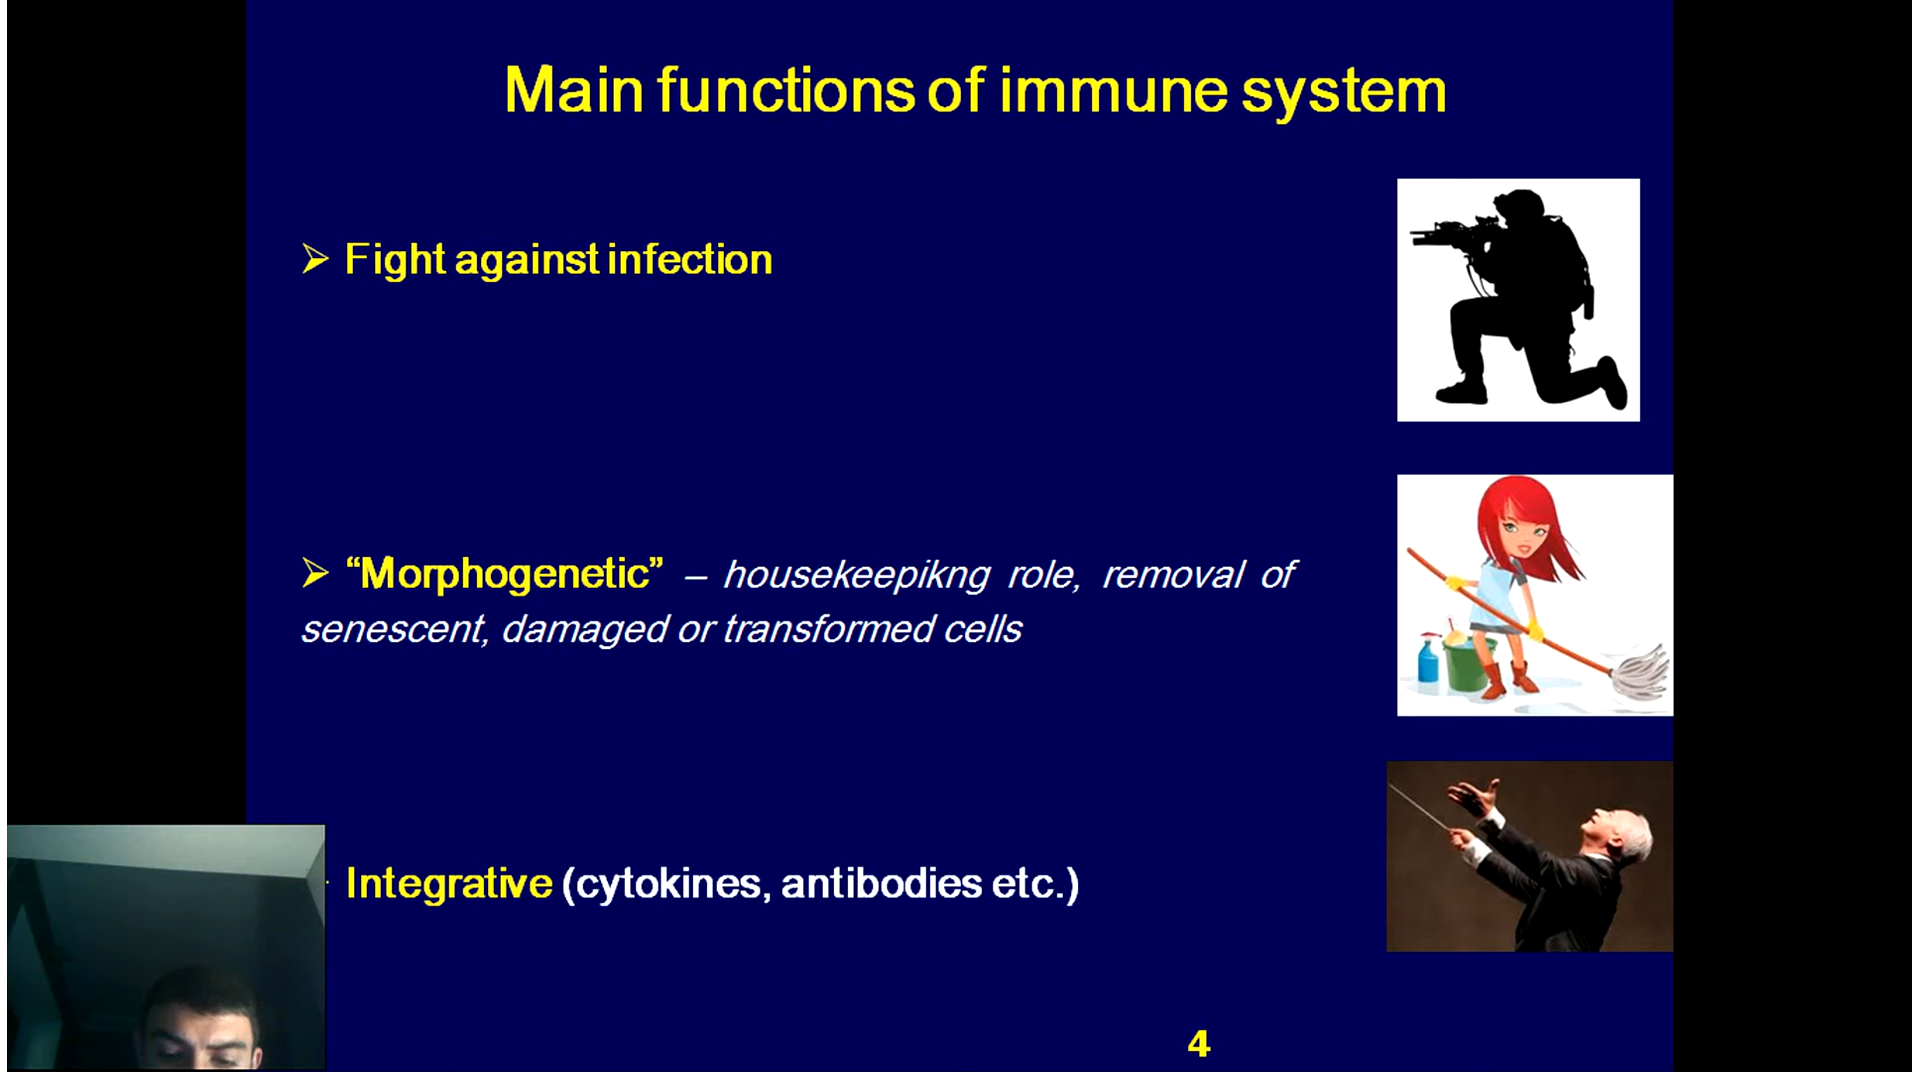 Main functions of immune system
➢ Fight against infection
➢ “Morphogenetic” – housekeepikng role, removal of
senescent, damaged or transformed cells
Integrative (cytokines, antibodies etc.)
4